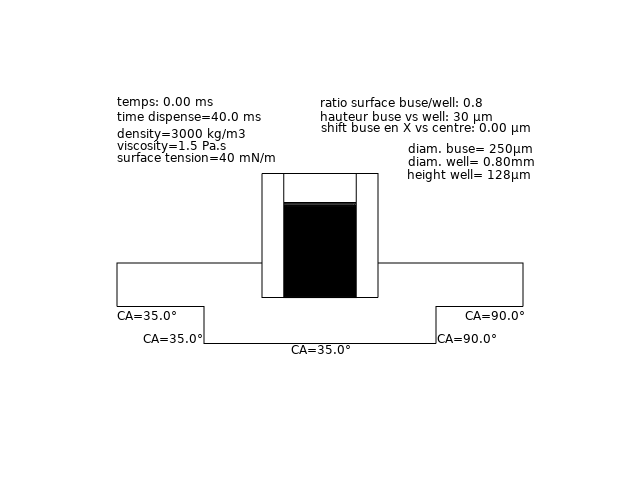 temps: 0.00 ms
time dispense=40.0 ms
density=3000 kg/m3
viscosity=1.5 Pa.s
surface tension=40 mN/m
ratio surface buse/well: 0.8
hauteur buse vs well: 30 µm
shift buse en X vs centre: 0.00 µm
diam. buse= 250µm
diam. well= 0.80mm
height well= 128µm
CA=35.0°
CA=90.0°
CA=35.0°
CA=90.0°
CA=35.0°